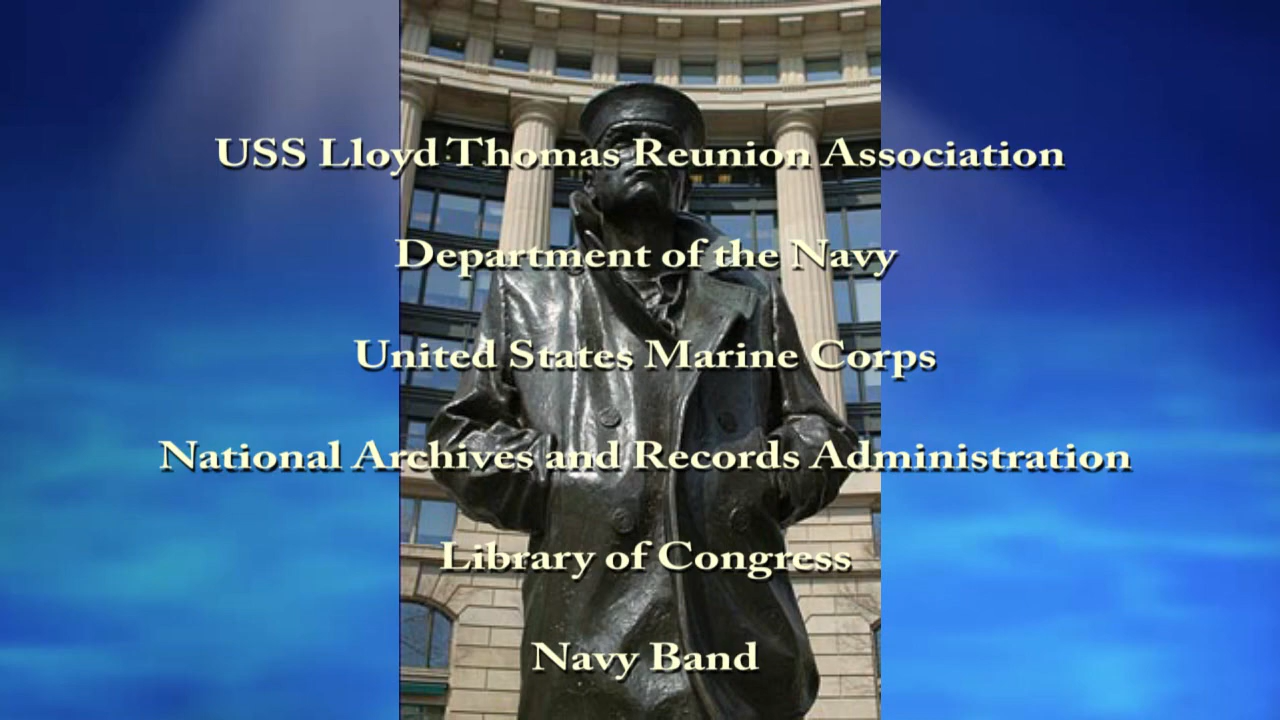 USS Lloyd Thomas Reunion Association
Department of the Navy
United States Marine Corps
National Archives and Records Administration
Library of Congress
Navy Band